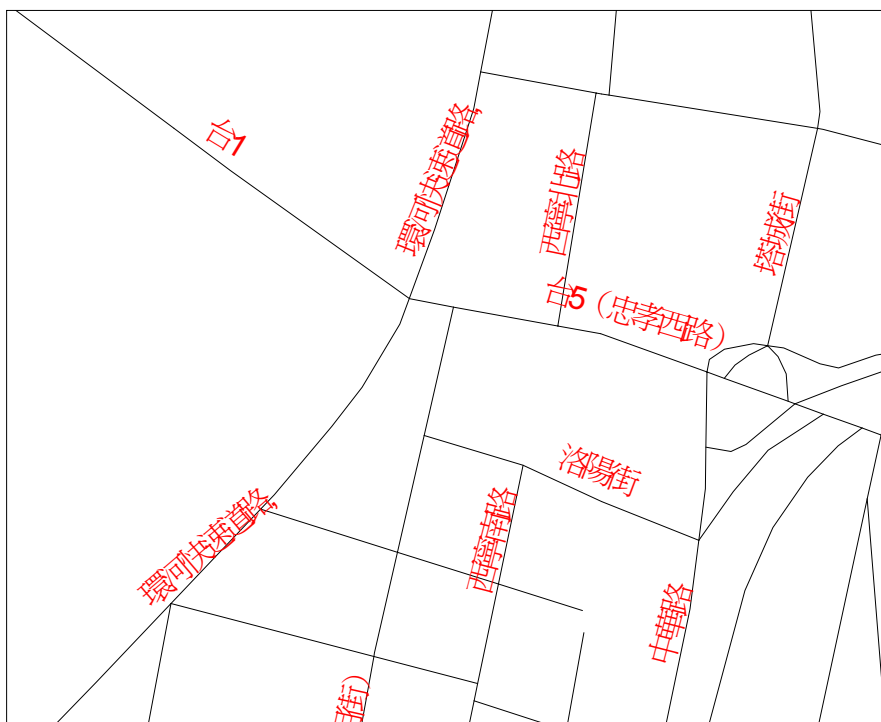 台1
環河快速道路
西寧北路
塔城街
台5（忠孝西路）
洛陽街
環河快速道路
西寧南路
中華路
街）